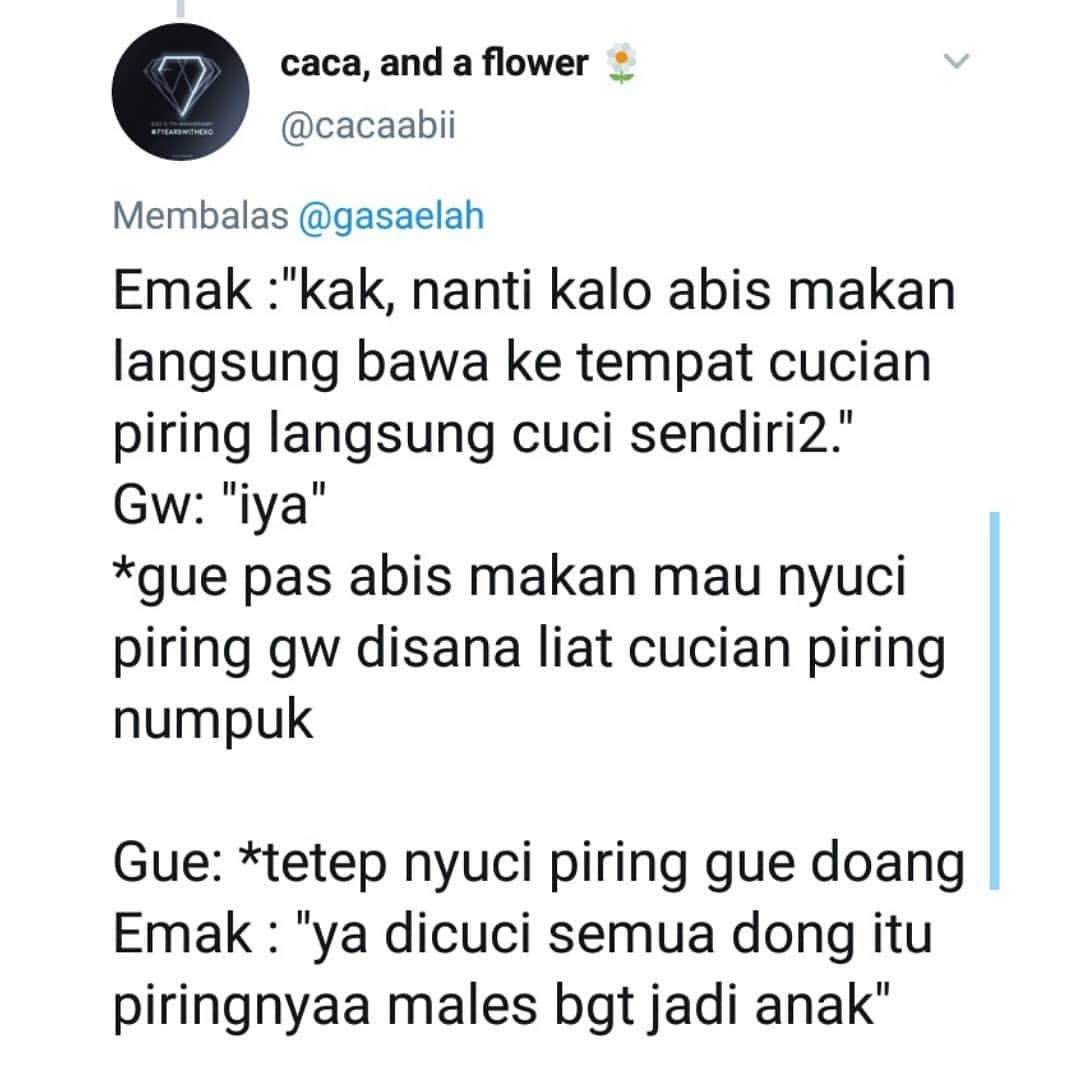 caca, and a flower
@cacaabii
Membalas @gasaelah
Emak :"kak, nanti kalo abis makan
langsung bawa ke tempat cucian
piring langsung cuci sendiri2."
Gw: "iya"
*gue pas abis makan mau nyuci
piring gw disana liat cucian piring
numpuk
Gue: *tetep nyuci piring gue doang
Emak : "ya dicuci semua dong itu
piringnyaa males bgt jadi anak"